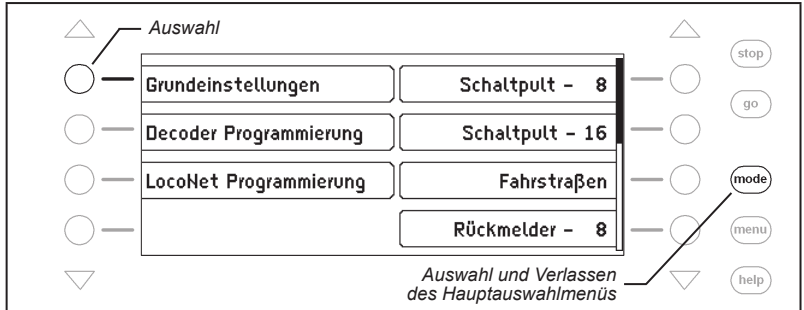 Auswahl
stop
Grundeinstellungen
Schaltpult - 8
go
Decoder Programmierung
Schaltpult - 16
LocoNet Programmierung
Fahrstraßen
mode
Rückmelder - 8
menu
Auswahl und Verlassen
des Hauptauswahlmenüs
help